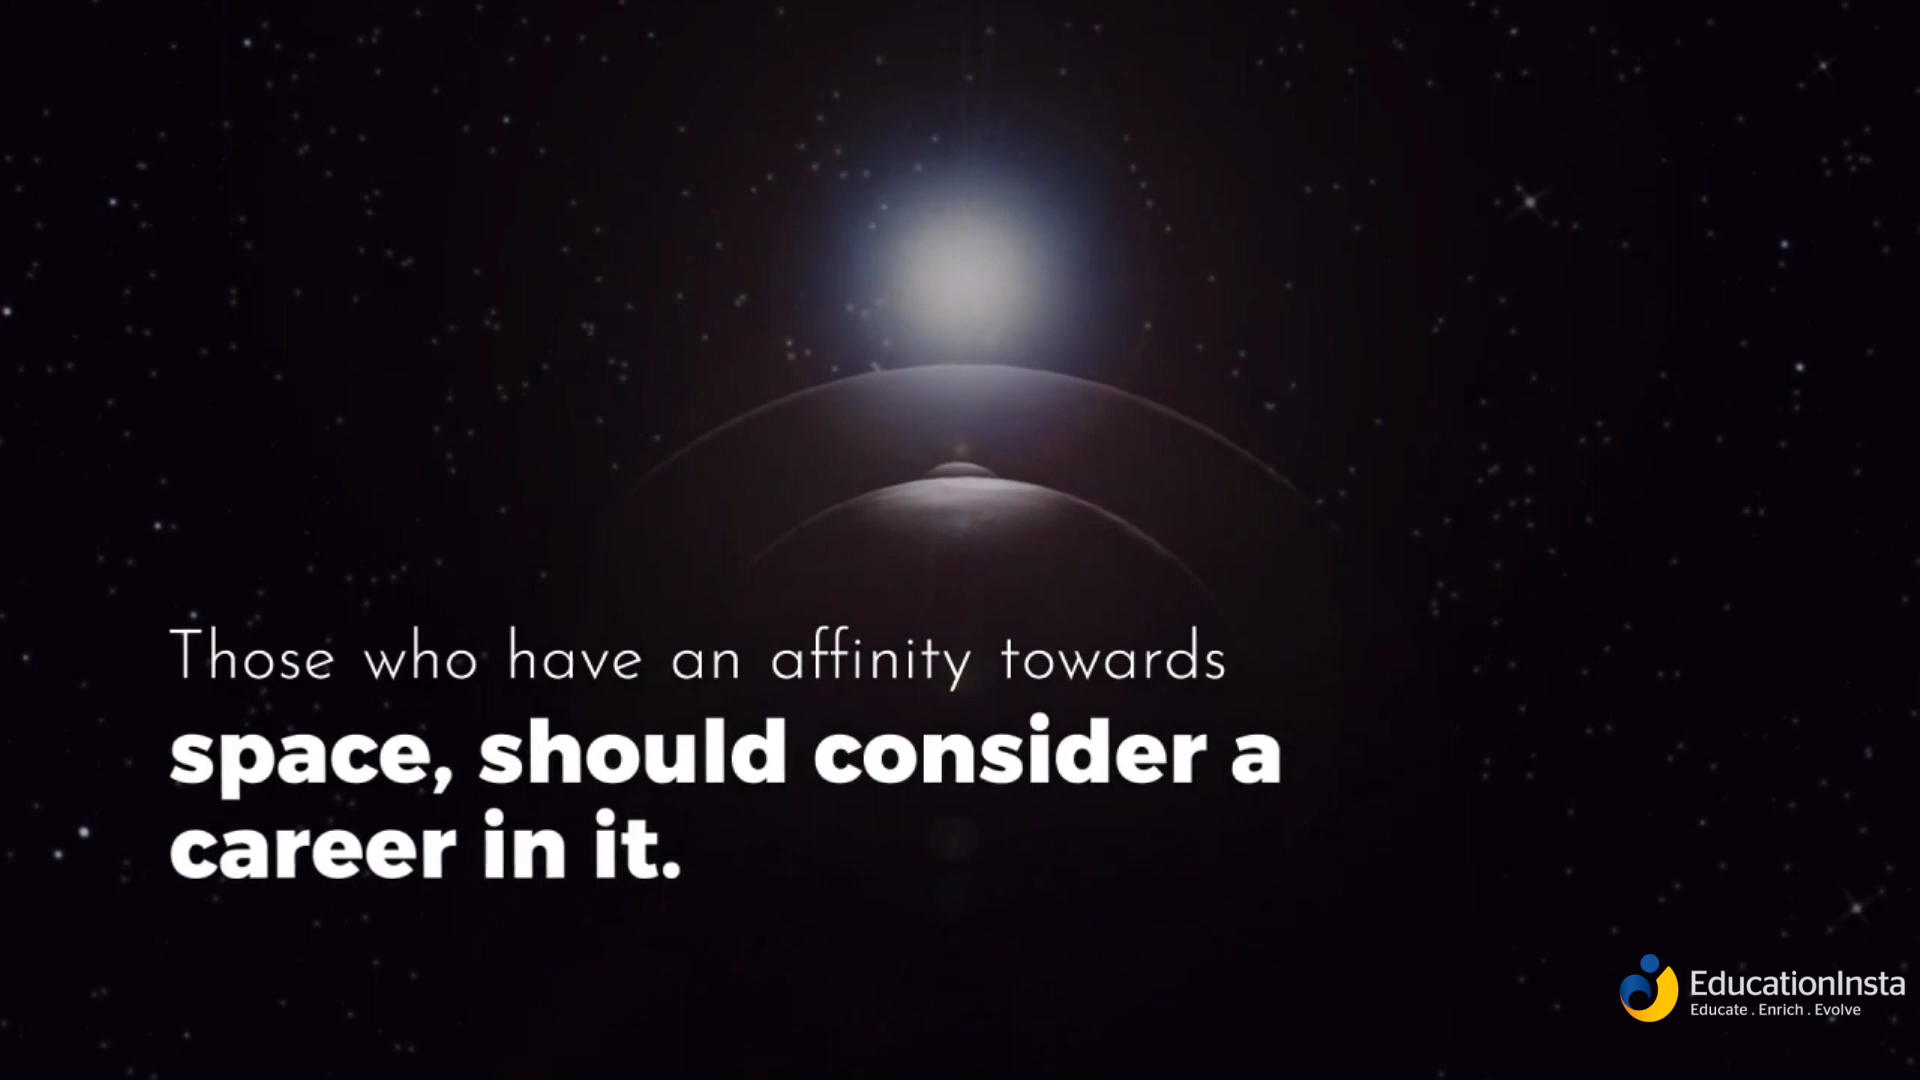 Those who have an affinity towards
space, should consider a
career in it.
EducationInsta
Educate . Enrich . Evolve